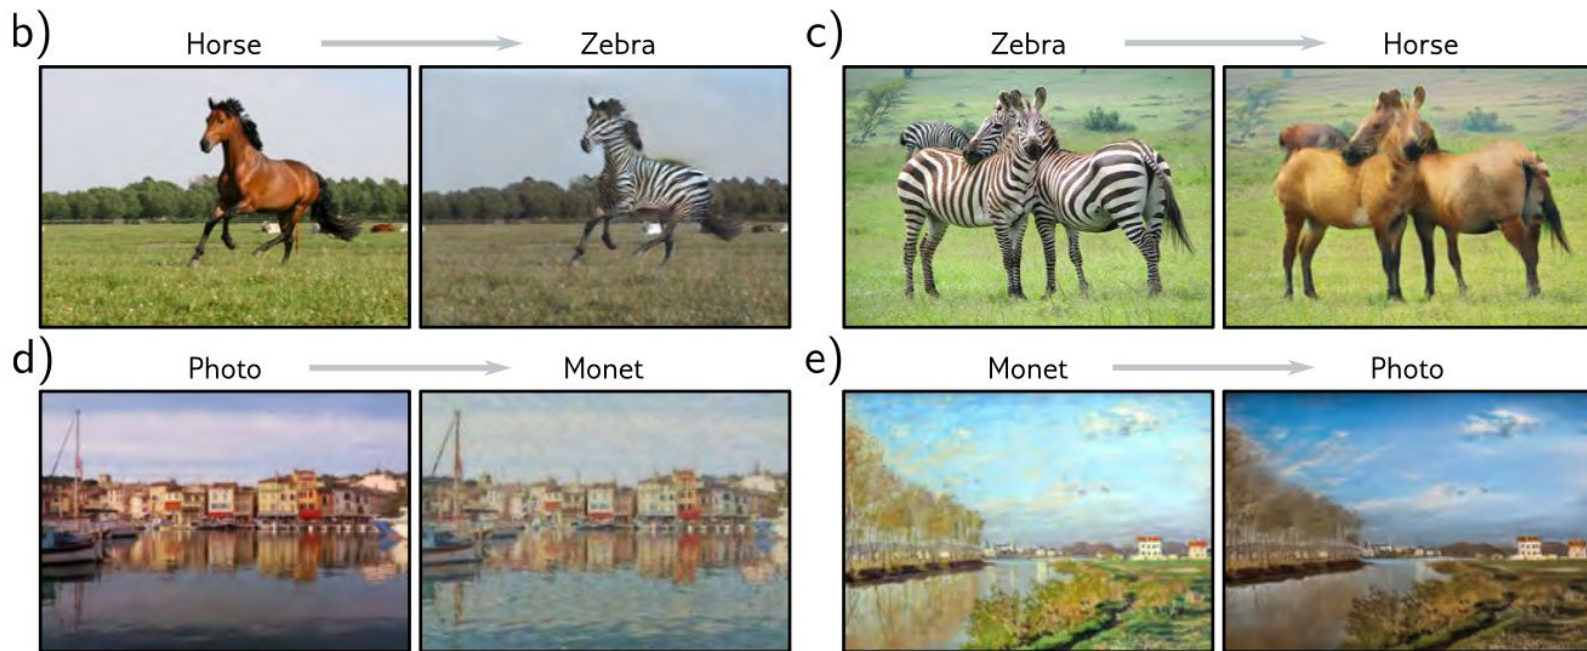 b) Horse Zebra
c) Zebra Horse
d) Photo Monet
e) Monet Photo